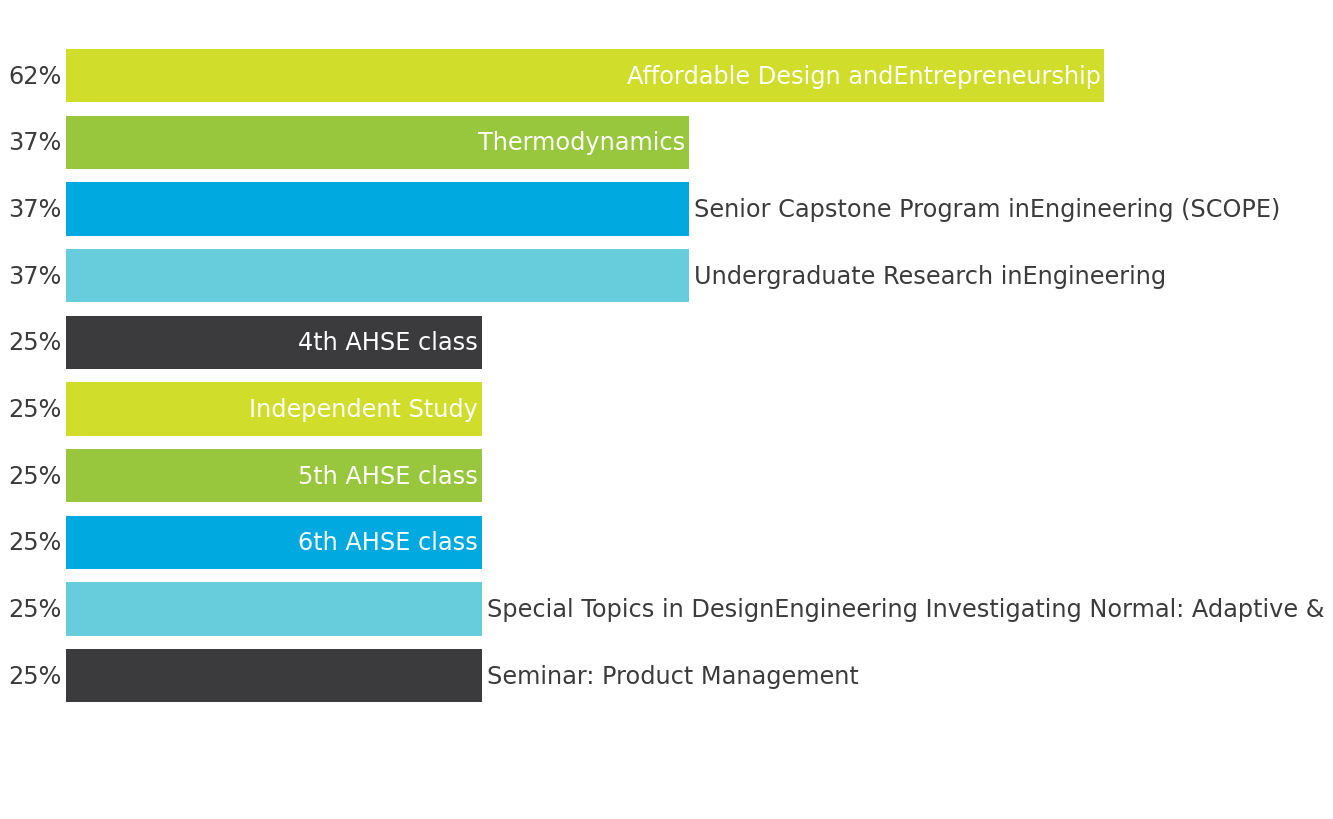 62% Affordable Design andEntrepreneurship
37% Thermodynamics
37% Senior Capstone Program inEngineering (SCOPE)
37% Undergraduate Research inEngineering
25% 4th AHSE class
25% Independent Study
25% 5th AHSE class
25% 6th AHSE class
25% Special Topics in DesignEngineering Investigating Normal: Adaptive &
25% Seminar: Product Management